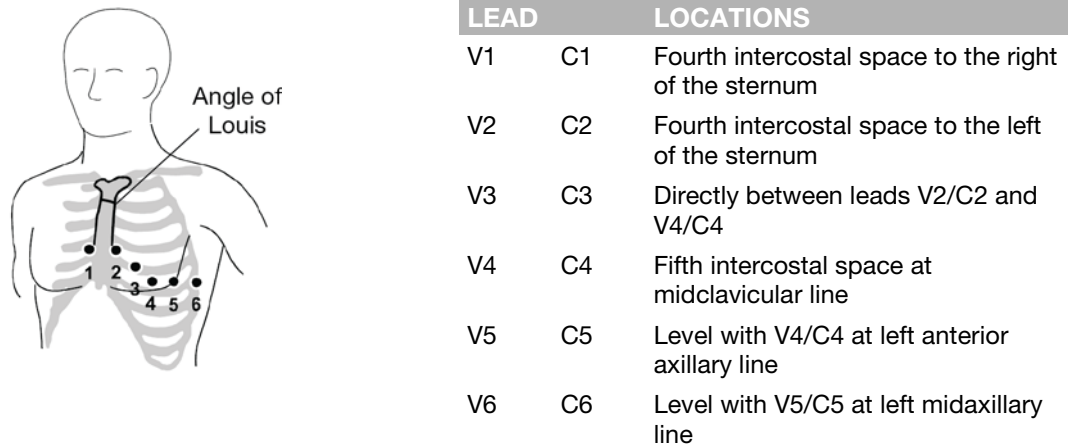 Angle of
Louis
1 2 3 4 5 6
LEAD LOCATIONS
V1 C1 Fourth intercostal space to the right
of the sternum
V2 C2 Fourth intercostal space to the left
of the sternum
V3 C3 Directly between leads V2/C2 and
V4/C4
V4 C4 Fifth intercostal space at
midclavicular line
V5 C5 Level with V4/C4 at left anterior
axillary line
V6 C6 Level with V5/C5 at left midaxillary
line